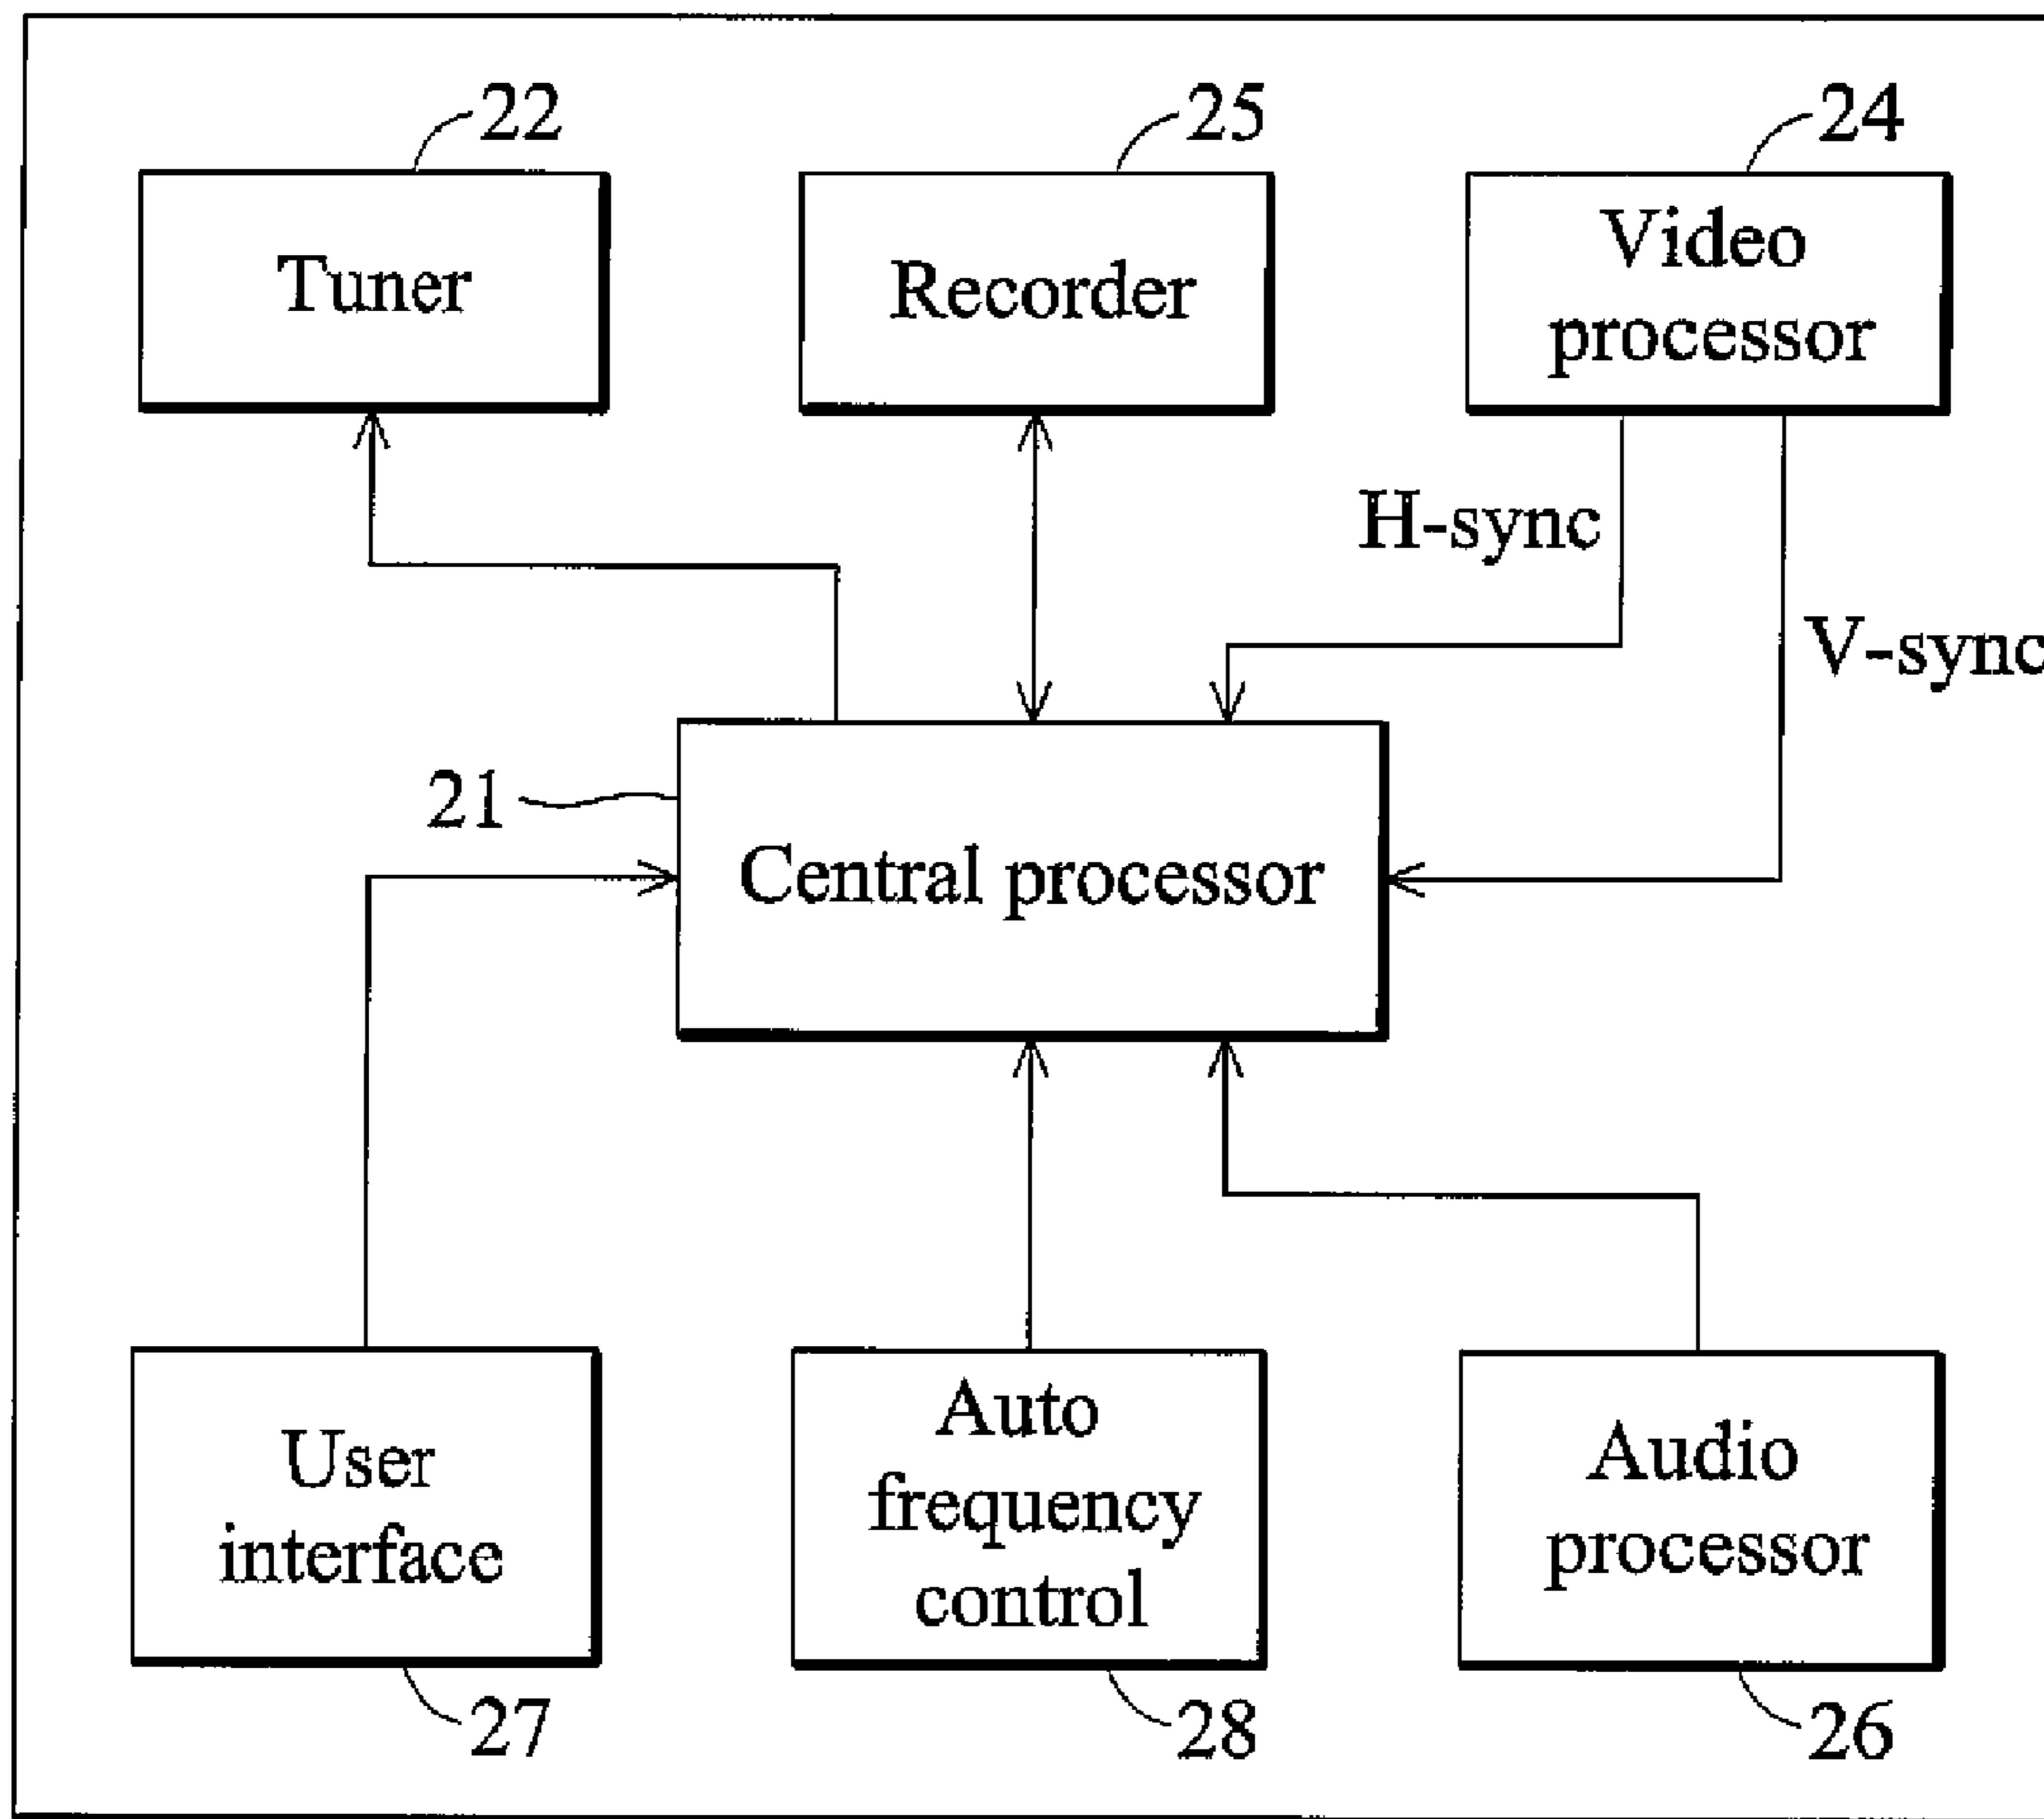 22
25
24
Tuner
Recorder
Video
processor
H-sync
V-sync
21
Central processor
User
interface
Auto
frequency
control
Audio
processor
27
28
26